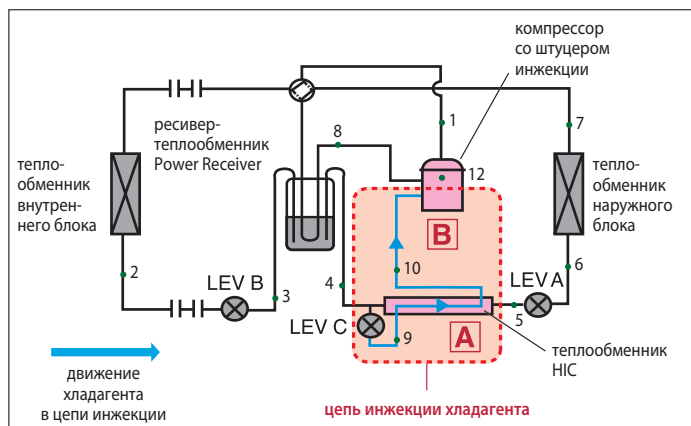 компрессор
со штуцером
инжекции
ресивер-
теплообменник
Power Receiver
8
1
7
12
тепло-
обменник
внутрен-
него блока
тепло-
обменник
наружного
блока
B
2
LEV B
3
4
10
LEV A
6
5
LEV C
9
A
теплообменник
HIC
движение
хладагента
в цепи инжекции
цепь инжекции хладагента